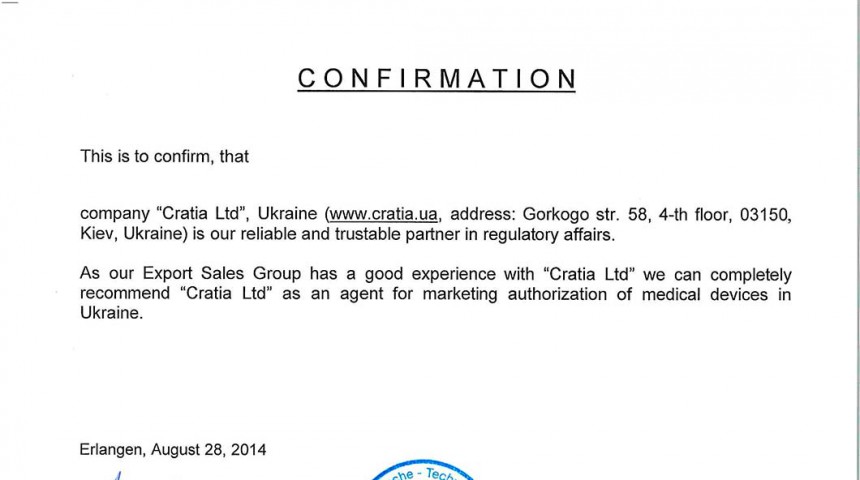 CONFIRMATION
This is to confirm, that
company “Cratia Ltd”, Ukraine (www.cratia.ua, address: Gorkogo str. 58, 4-th floor, 03150,
Kiev, Ukraine) is our reliable and trustable partner in regulatory affairs.
As our Export Sales Group has a good experience with “Cratia Ltd” we can completely
recommend “Cratia Ltd” as an agent for marketing authorization of medical devices in
Ukraine.
Erlangen, August 28, 2014